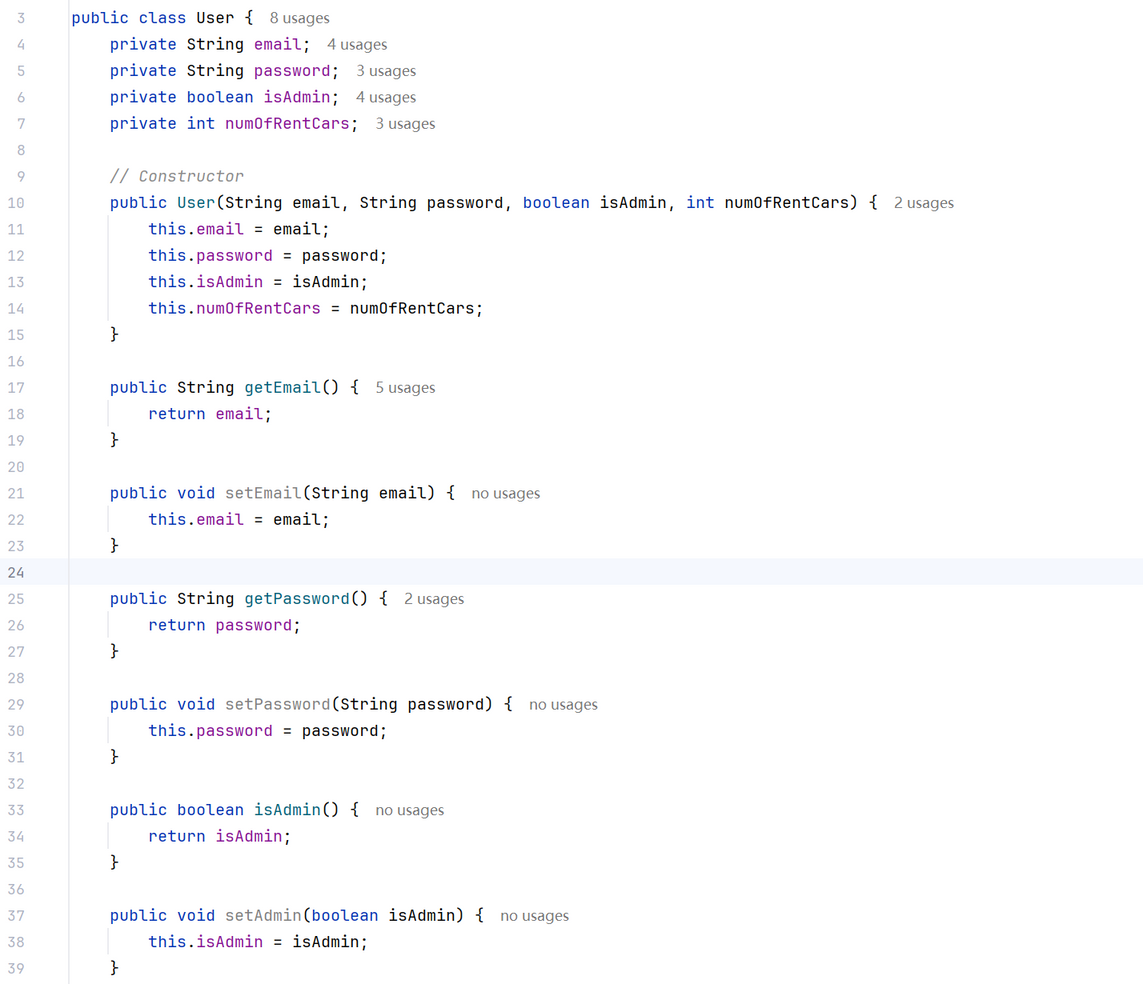 3 public class User {  8 usages
4     private String email;  4 usages
5     private String password;  3 usages
6     private boolean isAdmin;  4 usages
7     private int numOfRentCars;  3 usages
8
9     // Constructor
10     public User(String email, String password, boolean isAdmin, int numOfRentCars) {  2 usages
11         this.email = email;
12         this.password = password;
13         this.isAdmin = isAdmin;
14         this.numOfRentCars = numOfRentCars;
15     }
16
17     public String getEmail() {  5 usages
18         return email;
19     }
20
21     public void setEmail(String email) {  no usages
22         this.email = email;
23     }
24
25     public String getPassword() {  2 usages
26         return password;
27     }
28
29     public void setPassword(String password) {  no usages
30         this.password = password;
31     }
32
33     public boolean isAdmin() {  no usages
34         return isAdmin;
35     }
36
37     public void setAdmin(boolean isAdmin) {  no usages
38         this.isAdmin = isAdmin;
39     }